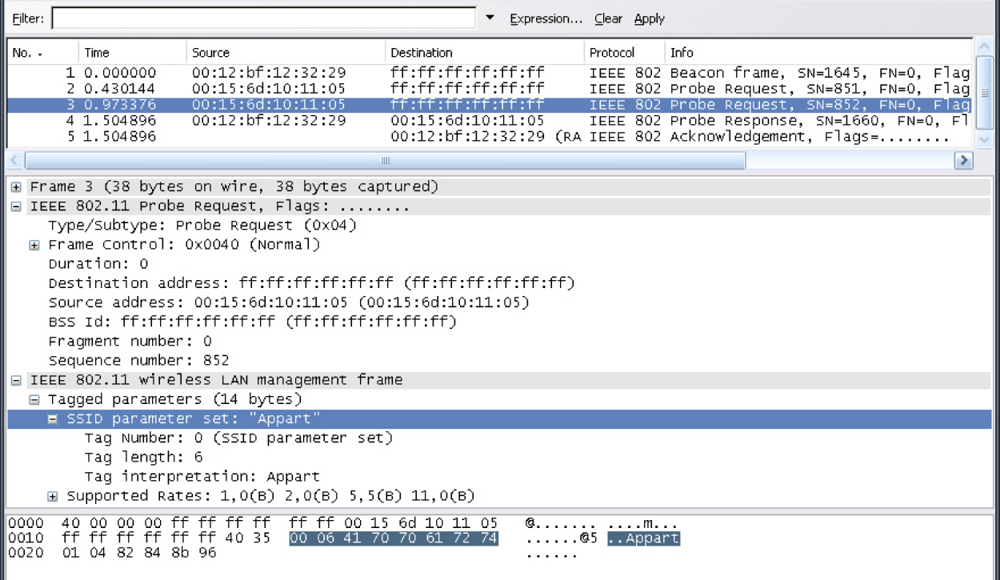 Filter: Expression... Clear Apply
No. Time Source Destination Protocol Info
1 0.000000 00:12:bf:12:32:29 ff:ff:ff:ff:ff:ff IEEE 802 Beacon frame, SN=1645, FN=0, Flag
2 0.430144 00:15:6d:10:11:05 ff:ff:ff:ff:ff:ff IEEE 802 Probe Request, SN=851, FN=0, Flag
3 0.973376 00:15:6d:10:11:05 ff:ff:ff:ff:ff:ff IEEE 802 Probe Request, SN=852, FN=0, Flag
4 1.504896 00:12:bf:12:32:29 00:15:6d:10:11:05 IEEE 802 Probe Response, SN=1660, FN=0, Fl
5 1.504896 00:12:bf:12:32:29 (RA IEEE 802 Acknowledgement, Flags=........
Frame 3 (38 bytes on wire, 38 bytes captured)
IEEE 802.11 Probe Request, Flags: ........
Type/Subtype: Probe Request (0x04)
Frame Control: 0x0040 (Normal)
Duration: 0
Destination address: ff:ff:ff:ff:ff:ff (ff:ff:ff:ff:ff:ff)
Source address: 00:15:6d:10:11:05 (00:15:6d:10:11:05)
BSS Id: ff:ff:ff:ff:ff:ff (ff:ff:ff:ff:ff:ff)
Fragment number: 0
Sequence number: 852
IEEE 802.11 wireless LAN management frame
Tagged parameters (14 bytes)
SSID parameter set: "Appart"
Tag Number: 0 (SSID parameter set)
Tag length: 6
Tag interpretation: Appart
Supported Rates: 1,0(B) 2,0(B) 5,5(B) 11,0(B)
0000 40 00 00 00 ff ff ff ff ff ff 00 15 6d 10 11 05 @....... ....m...
0010 ff ff ff ff ff ff 40 35 00 06 41 70 70 61 72 74 ......@5 ..Appart
0020 01 04 82 84 8b 96 ......